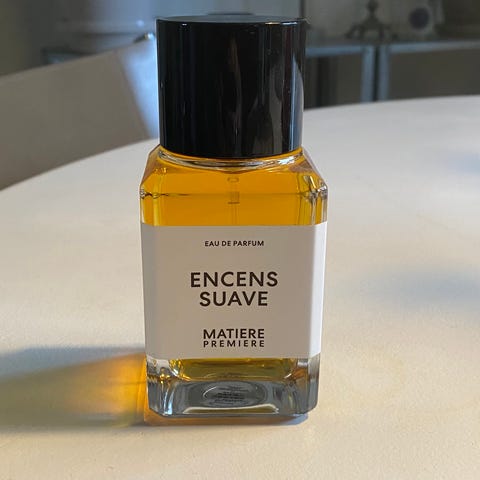 EAU DE PARFUM
ENCENS
SUAVE
MATIERE
PREMIERE